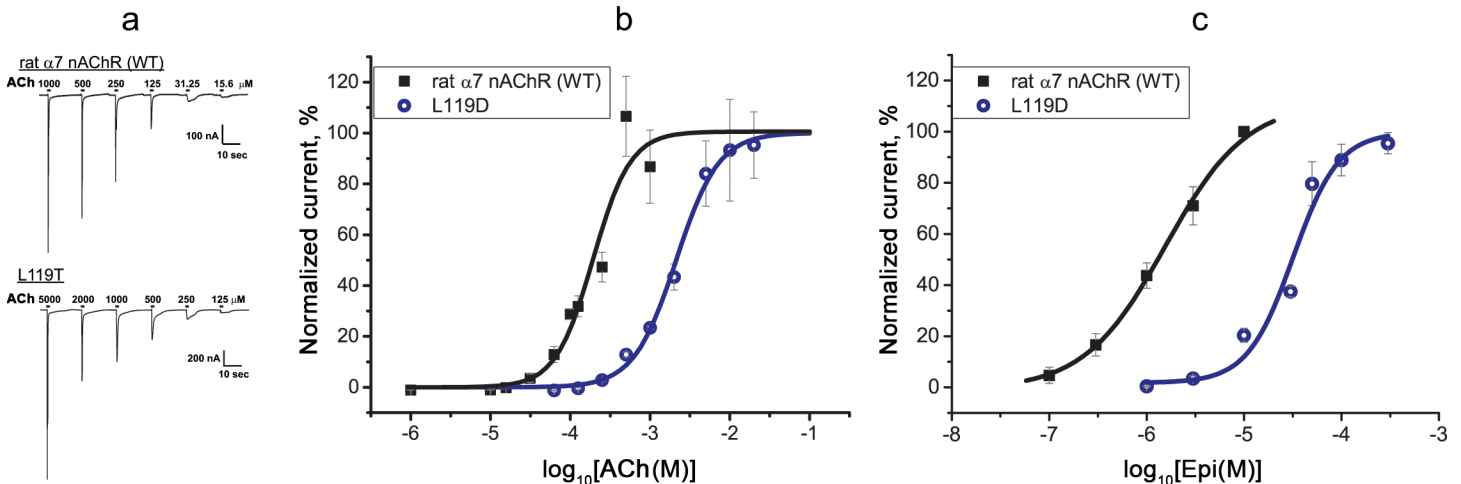 a
rat α7 nAChR (WT)
ACh 1000 500 250 125 31,25 15.6 μM
100 nA
10 sec
L119T
ACh 5000 2000 1000 500 250 125 μM
200 nA
10 sec
b
Normalized current, %
120
100
80
60
40
20
0
rat α7 nAChR (WT)
L119D
-6 -5 -4 -3 -2 -1
log10[ACh(M)]
c
Normalized current, %
120
100
80
60
40
20
0
rat α7 nAChR (WT)
L119D
-8 -7 -6 -5 -4 -3
log10[Epi(M)]